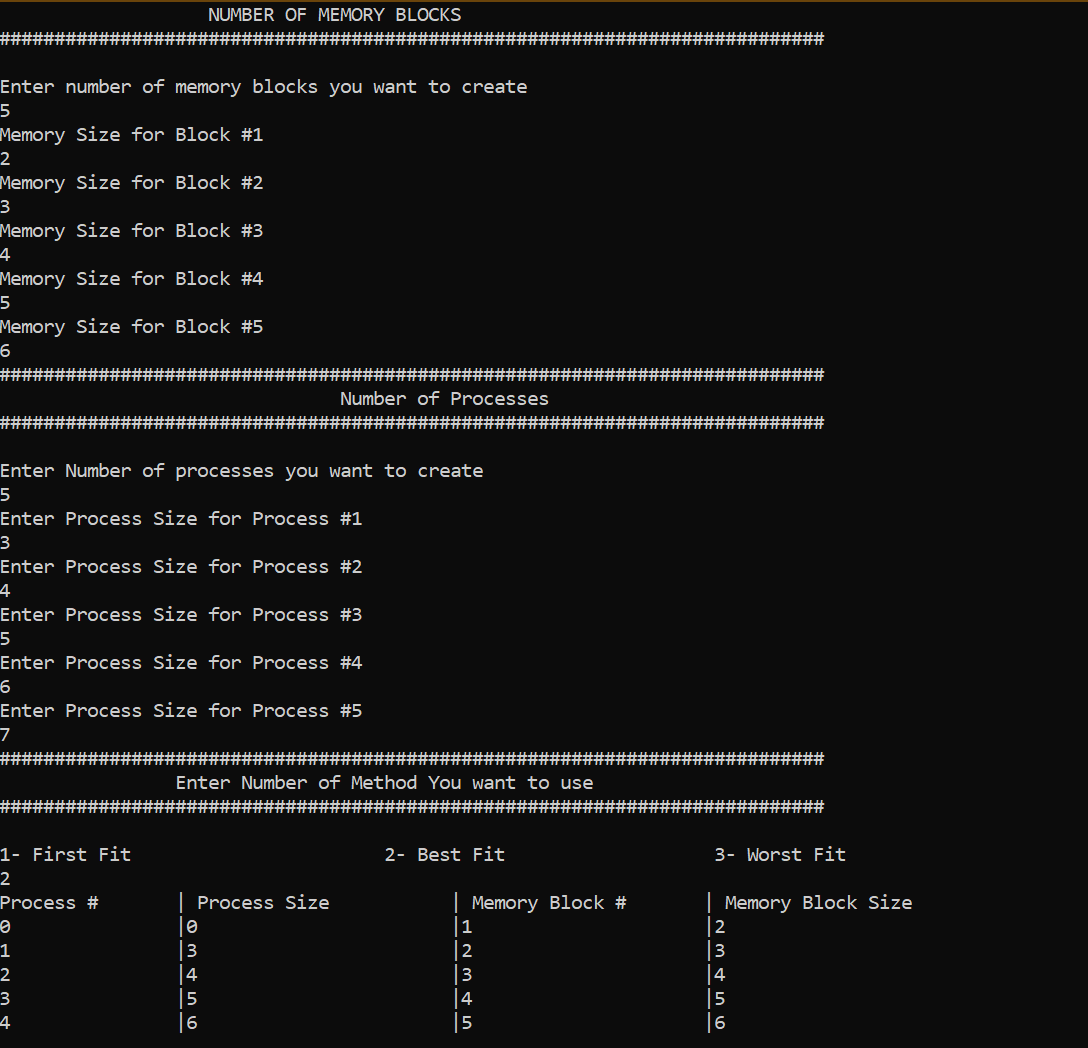 NUMBER OF MEMORY BLOCKS
###########################################################################
Enter number of memory blocks you want to create
5
Memory Size for Block #1
2
Memory Size for Block #2
3
Memory Size for Block #3
4
Memory Size for Block #4
5
Memory Size for Block #5
6
###########################################################################
Number of Processes
###########################################################################
Enter Number of processes you want to create
5
Enter Process Size for Process #1
3
Enter Process Size for Process #2
4
Enter Process Size for Process #3
5
Enter Process Size for Process #4
6
Enter Process Size for Process #5
7
###########################################################################
Enter Number of Method You want to use
###########################################################################
1- First Fit 2- Best Fit 3- Worst Fit
2
Process # | Process Size | Memory Block # | Memory Block Size
0 |0 |1 |2
1 |3 |2 |3
2 |4 |3 |4
3 |5 |4 |5
4 |6 |5 |6